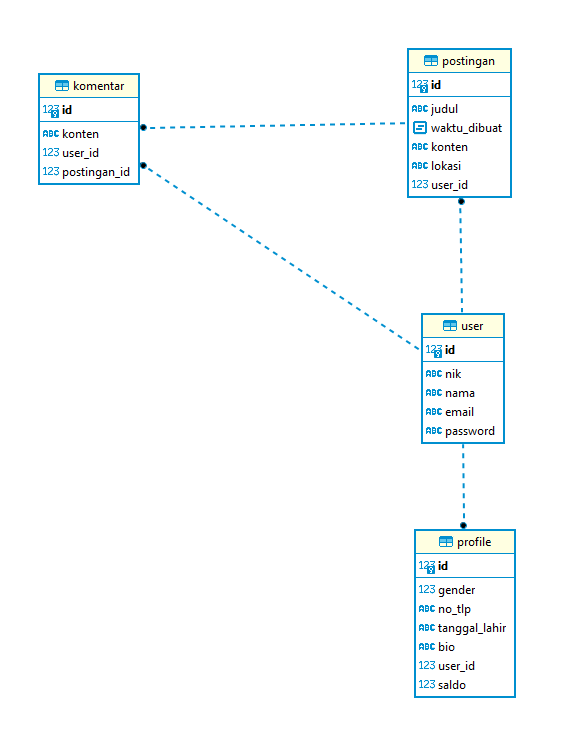 komentar
123 id
ABC konten
123 user_id
123 postingan_id
postingan
123 id
ABC judul
waktu_dibuat
ABC konten
ABC lokasi
123 user_id
user
123 id
ABC nik
ABC nama
ABC email
ABC password
profile
123 id
123 gender
ABC no_tlp
ABC tanggal_lahir
ABC bio
123 user_id
123 saldo